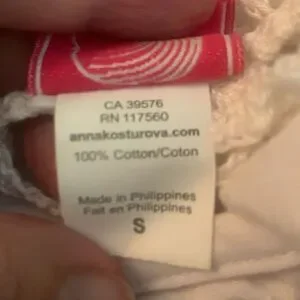 CA 39576
RN 117560
annakosturova.com
100% Cotton/Coton
Made in Philippines
Fait en Philippines
S